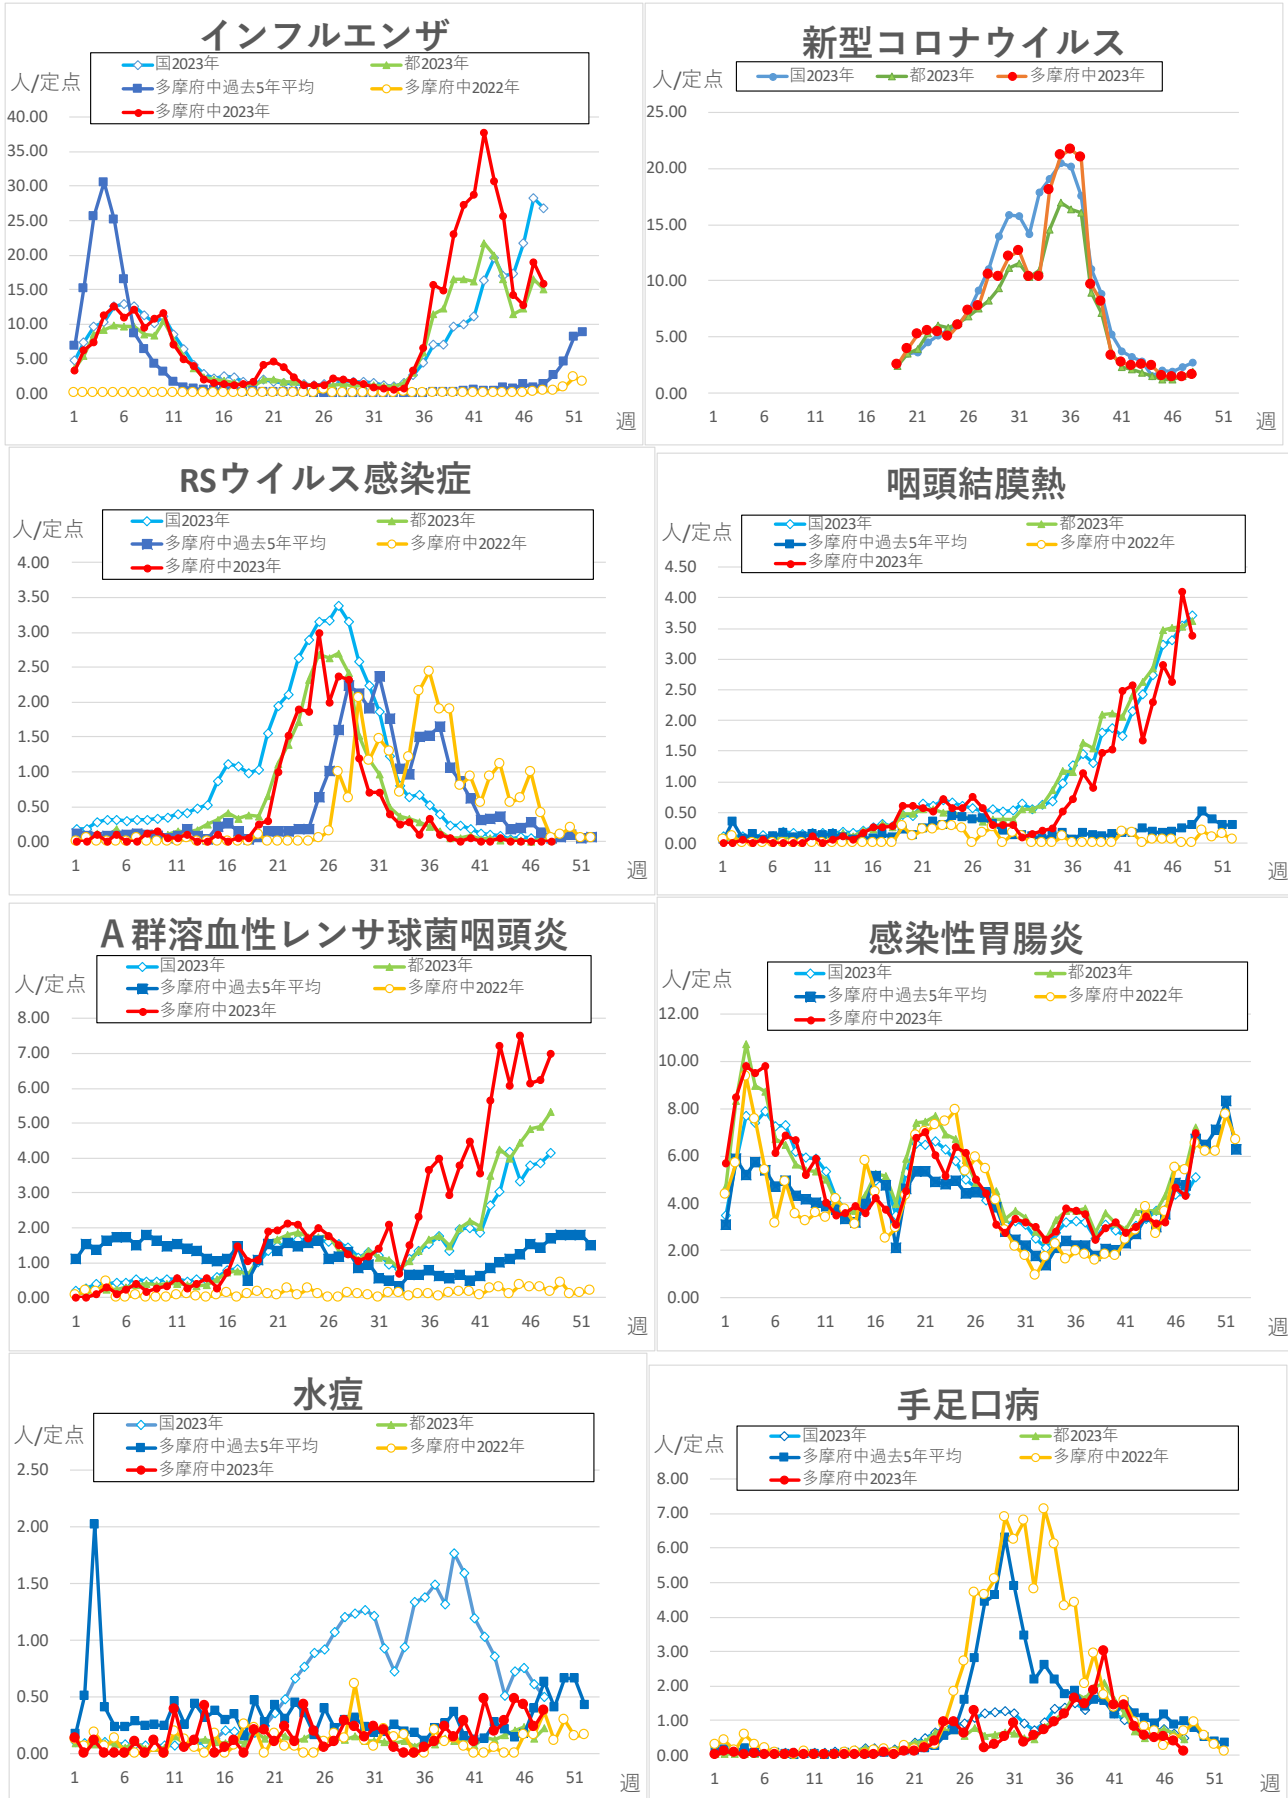 インフルエンザ
国2023年
都2023年
多摩府中過去5年平均
多摩府中2022年
多摩府中2023年
人/定点
40.00
35.00
30.00
25.00
20.00
15.00
10.00
5.00
0.00
1 6 11 16 21 26 31 36 41 46 51
週
新型コロナウイルス
国2023年 都2023年 多摩府中2023年
人/定点
25.00
20.00
15.00
10.00
5.00
0.00
1 6 11 16 21 26 31 36 41 46 51
週
RSウイルス感染症
国2023年
都2023年
多摩府中過去5年平均
多摩府中2022年
多摩府中2023年
人/定点
4.00
3.50
3.00
2.50
2.00
1.50
1.00
0.50
0.00
1 6 11 16 21 26 31 36 41 46 51
週
咽頭結膜熱
国2023年
都2023年
多摩府中過去5年平均
多摩府中2022年
多摩府中2023年
人/定点
4.50
4.00
3.50
3.00
2.50
2.00
1.50
1.00
0.50
0.00
1 6 11 16 21 26 31 36 41 46 51
週
A群溶血性レンサ球菌咽頭炎
国2023年
都2023年
多摩府中過去5年平均
多摩府中2022年
多摩府中2023年
人/定点
8.00
7.00
6.00
5.00
4.00
3.00
2.00
1.00
0.00
1 6 11 16 21 26 31 36 41 46 51
週
感染性胃腸炎
国2023年
都2023年
多摩府中過去5年平均
多摩府中2022年
多摩府中2023年
人/定点
12.00
10.00
8.00
6.00
4.00
2.00
0.00
1 6 11 16 21 26 31 36 41 46 51
週
水痘
国2023年
都2023年
多摩府中過去5年平均
多摩府中2022年
多摩府中2023年
人/定点
2.50
2.00
1.50
1.00
0.50
0.00
1 6 11 16 21 26 31 36 41 46 51
週
手足口病
国2023年
都2023年
多摩府中過去5年平均
多摩府中2022年
多摩府中2023年
人/定点
8.00
7.00
6.00
5.00
4.00
3.00
2.00
1.00
0.00
1 6 11 16 21 26 31 36 41 46 51
週